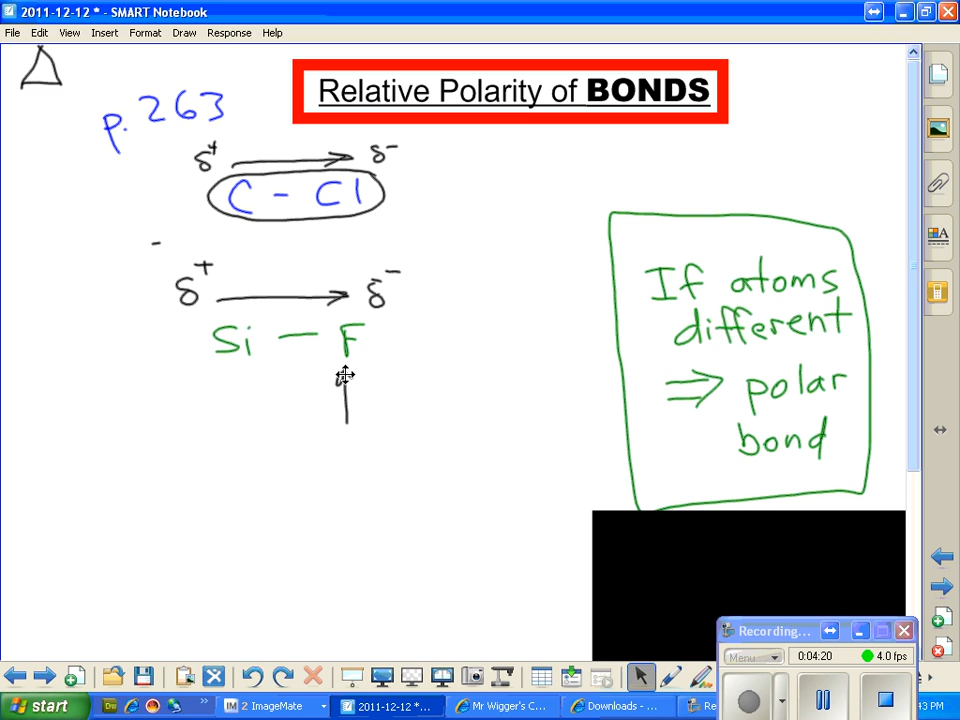 2011-12-12 * - SMART Notebook
File Edit View Insert Format Draw Response Help
Δ
Relative Polarity of BONDS
p. 263
δ+ → δ-
C - Cl
-
δ+ → δ-
Si - F
If atoms
different
⇒ polar
bond
Recording...
Menu
0:04:20
4.0 fps
start
2 ImageMate
2011-12-12 *...
Mr Wigger's C...
Downloads - ...
:43 PM